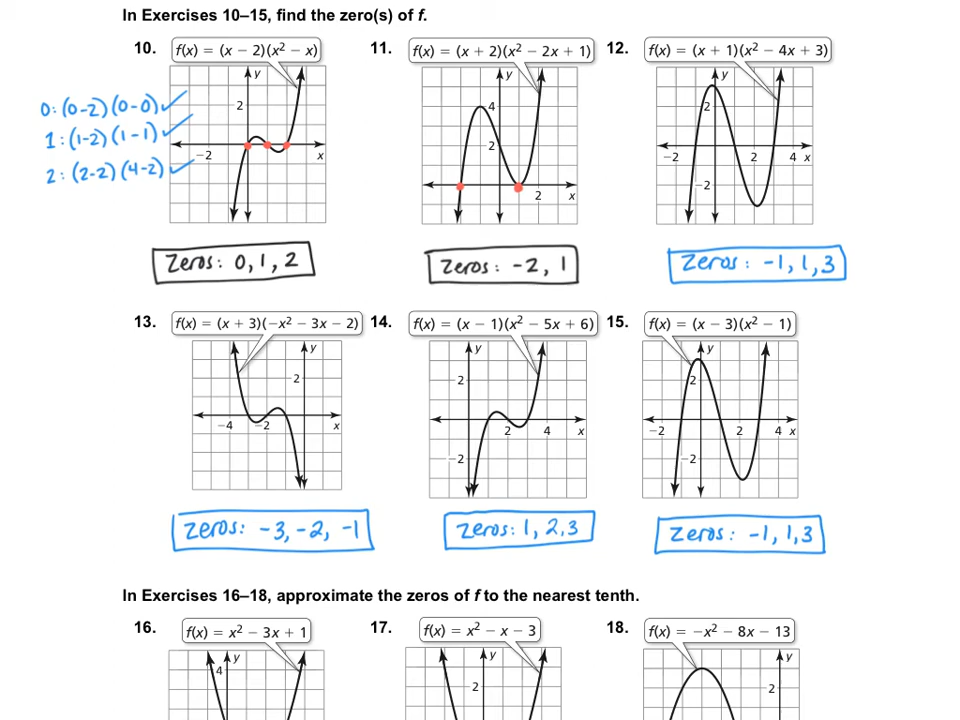 In Exercises 10–15, find the zero(s) of f.
10. f(x) = (x − 2)(x² − x) 11. f(x) = (x + 2)(x² − 2x + 1) 12. f(x) = (x + 1)(x² − 4x + 3)
0: (0-2)(0-0)✓
1: (1-2)(1-1)✓
2: (2-2)(4-2)✓
y
2
−2
x
y
4
2
2
x
y
2
−2
2
4 x
−2
Zeros: 0, 1, 2
Zeros: -2, 1
Zeros: -1, 1, 3
13. f(x) = (x + 3)(−x² − 3x − 2) 14. f(x) = (x − 1)(x² − 5x + 6) 15. f(x) = (x − 3)(x² − 1)
y
2
−4
−2
x
y
2
2
4
x
−2
y
2
−2
2
4 x
−2
Zeros: -3, -2, -1
Zeros: 1, 2, 3
Zeros: -1, 1, 3
In Exercises 16–18, approximate the zeros of f to the nearest tenth.
16. f(x) = x² − 3x + 1 17. f(x) = x² − x − 3 18. f(x) = −x² − 8x − 13
y
4
y
2
y
2